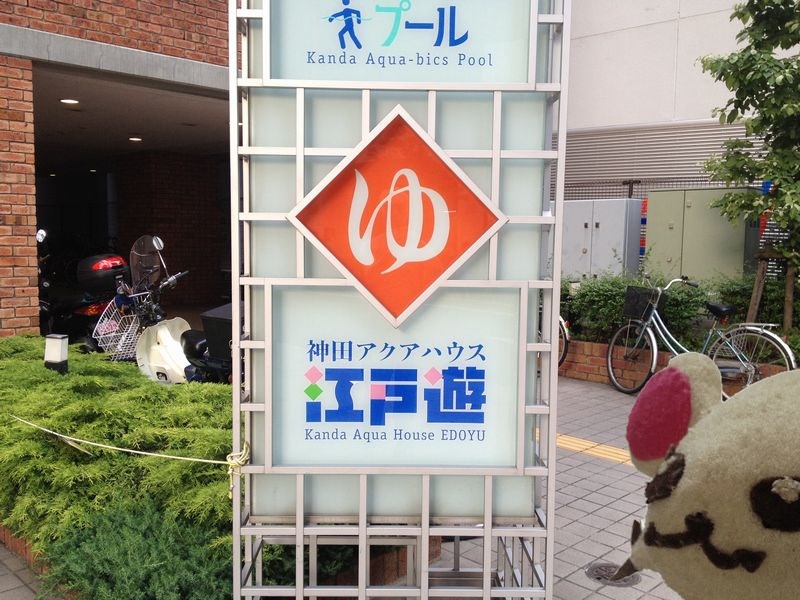 プール
Kanda Aqua-bics Pool
ゆ
神田アクアハウス
江戸遊
Kanda Aqua House EDOYU